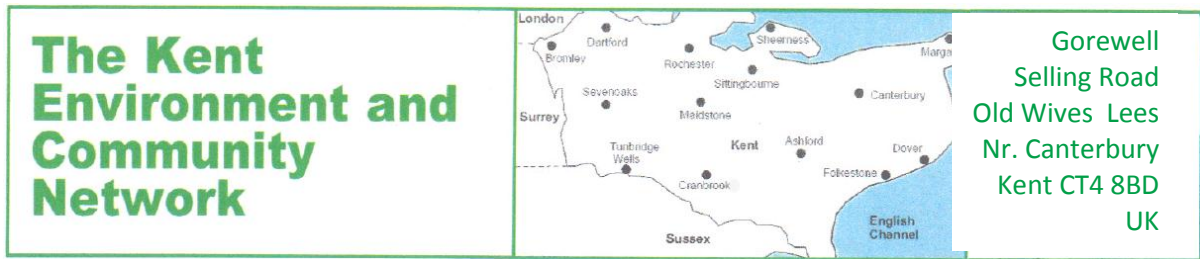 The Kent
Environment and
Community
Network
London
Dartford
Bromley
Rochester
Sheerness
Marga
Sittingbourne
Sevenoaks
Canterbury
Maidstone
Surrey
Tunbridge
Wells
Kent
Ashford
Dover
Cranbrook
Folkestone
English
Channel
Sussex
Gorewell
Selling Road
Old Wives Lees
Nr. Canterbury
Kent CT4 8BD
UK